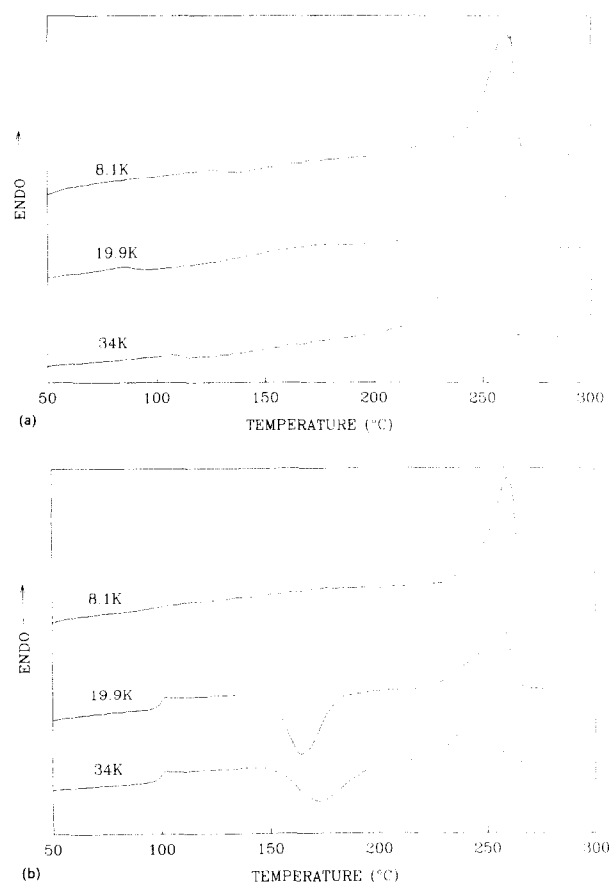 ENDO →
8.1K
19.9K
34K
50 100 150 200 250 300
(a)
TEMPERATURE (°C)
ENDO →
8.1K
19.9K
34K
50 100 150 200 250 300
(b)
TEMPERATURE (°C)